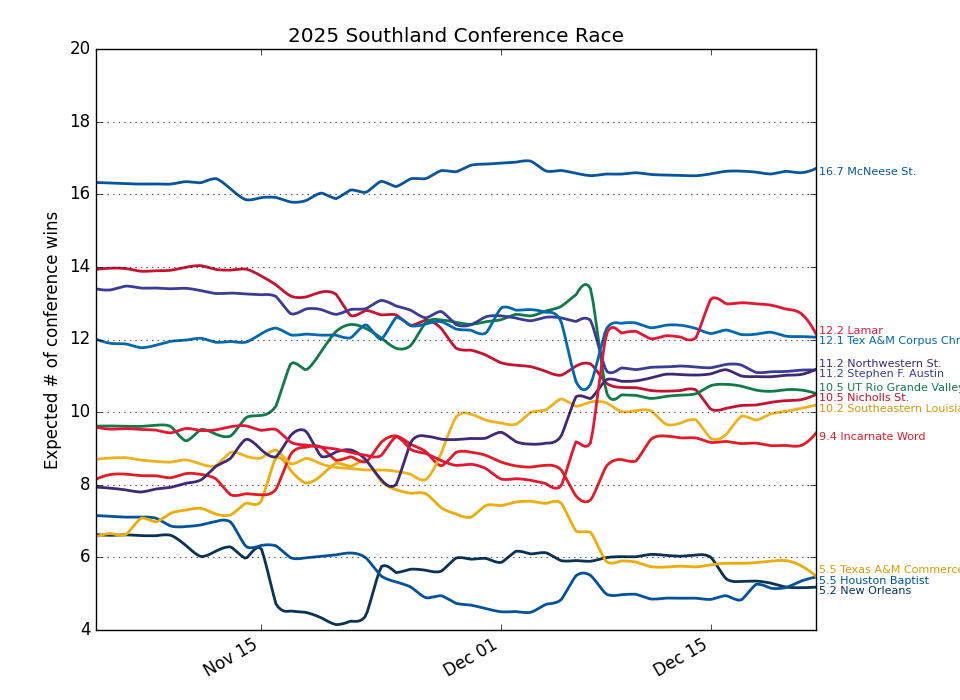 2025 Southland Conference Race
20
18
16
14
12
10
8
6
4
Expected # of conference wins
Nov 15
Dec 01
Dec 15
16.7 McNeese St.
12.2 Lamar
12.1 Tex A&M Corpus Chr
11.2 Northwestern St.
11.2 Stephen F. Austin
10.5 UT Rio Grande Valley
10.5 Nicholls St.
10.2 Southeastern Louisia
9.4 Incarnate Word
5.5 Texas A&M Commerce
5.5 Houston Baptist
5.2 New Orleans